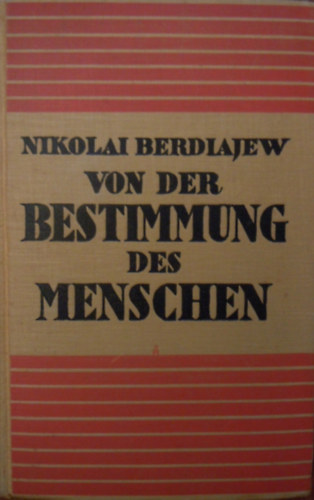 NIKOLAI BERDIAJEW
VON DER
BESTIMMUNG
DES
MENSCHEN